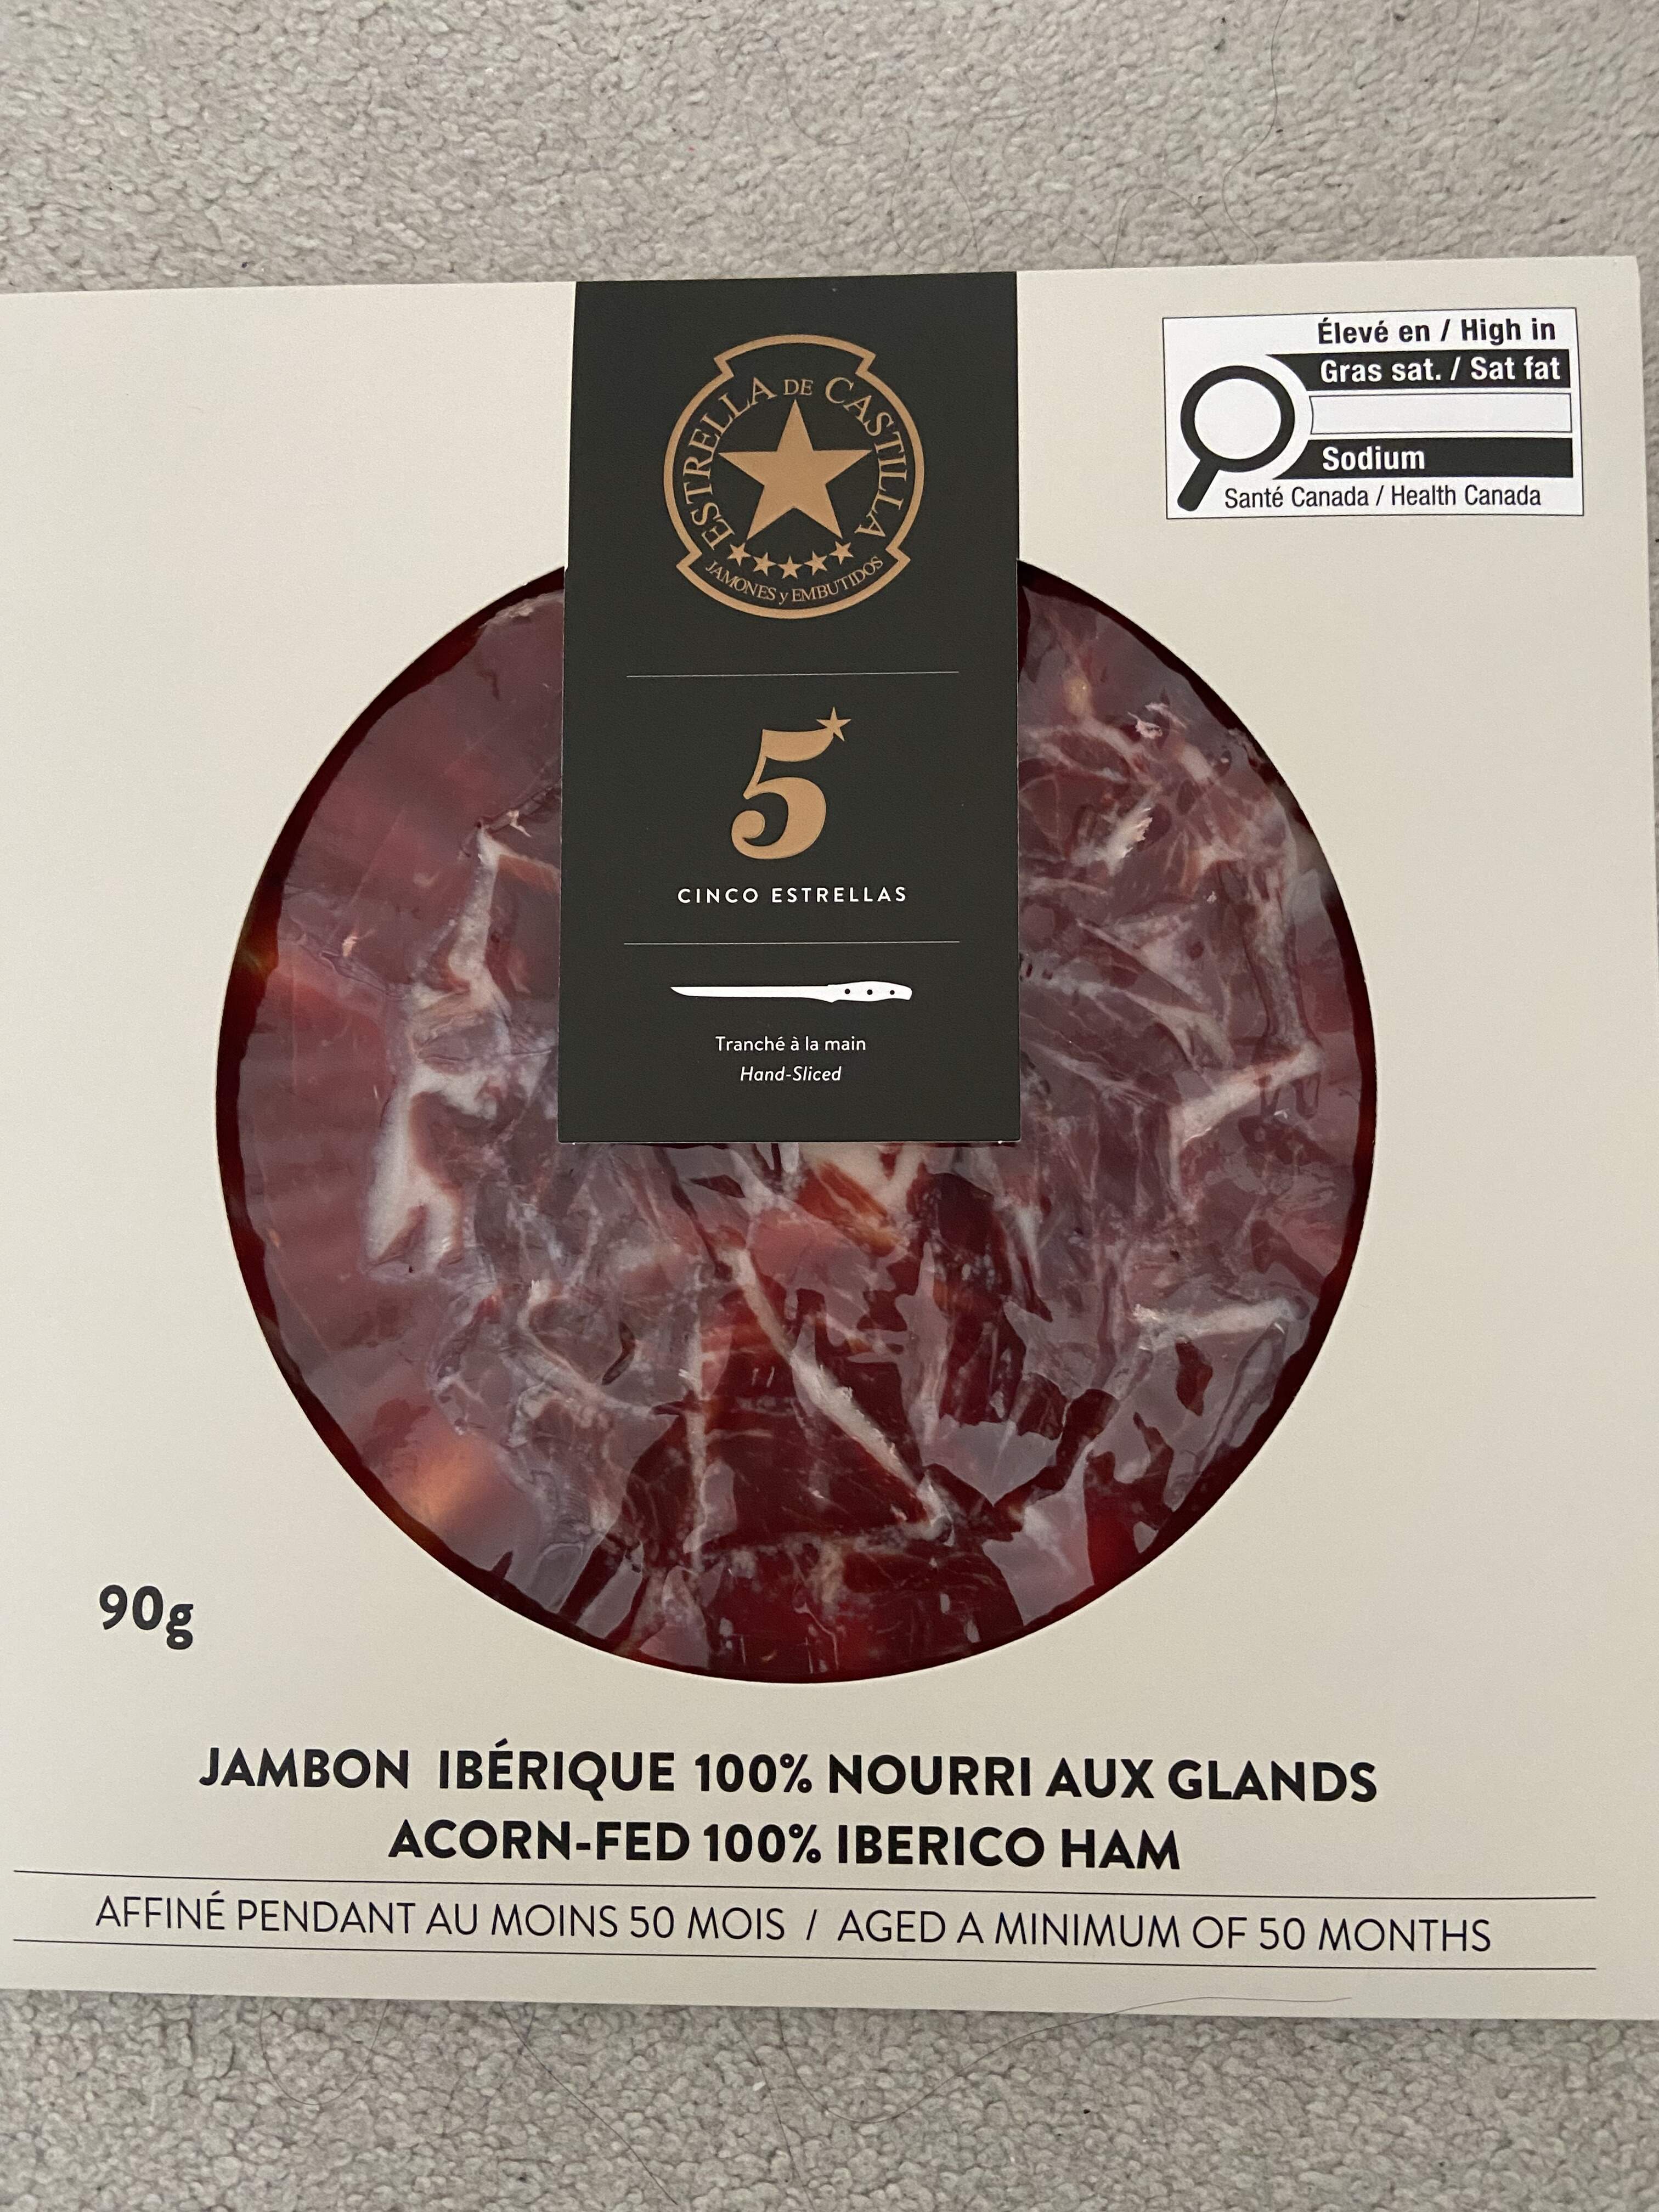 Élevé en / High in
Gras sat. / Sat fat
Sodium
Santé Canada / Health Canada
ESTRELLA DE CASTILLA
JAMONES y EMBUTIDOS
5
CINCO ESTRELLAS
Tranché à la main
Hand-Sliced
90g
JAMBON IBÉRIQUE 100% NOURRI AUX GLANDS
ACORN-FED 100% IBERICO HAM
AFFINÉ PENDANT AU MOINS 50 MOIS / AGED A MINIMUM OF 50 MONTHS